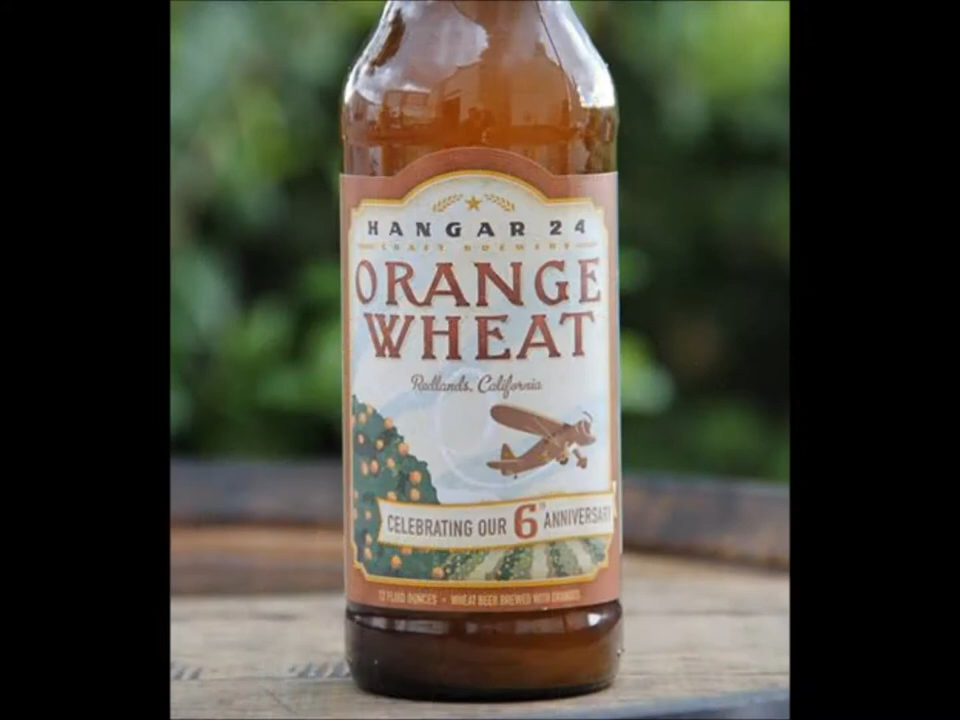 HANGAR 24
CRAFT BREWERY
ORANGE
WHEAT
Redlands, California
CELEBRATING OUR 6th ANNIVERSARY
12 FLUID OUNCES • WHEAT BEER BREWED WITH ORANGES